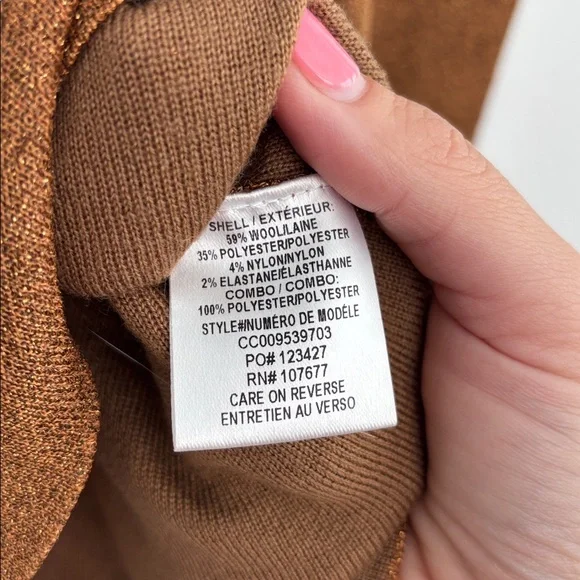 SHELL / EXTÉRIEUR:
59% WOOL/LAINE
35% POLYESTER/POLYESTER
4% NYLON/NYLON
2% ELASTANE/ÉLASTHANNE
COMBO / COMBO:
100% POLYESTER/POLYESTER
STYLE#/NUMÉRO DE MODÈLE
CC009539703
PO# 123427
RN# 107677
CARE ON REVERSE
ENTRETIEN AU VERSO